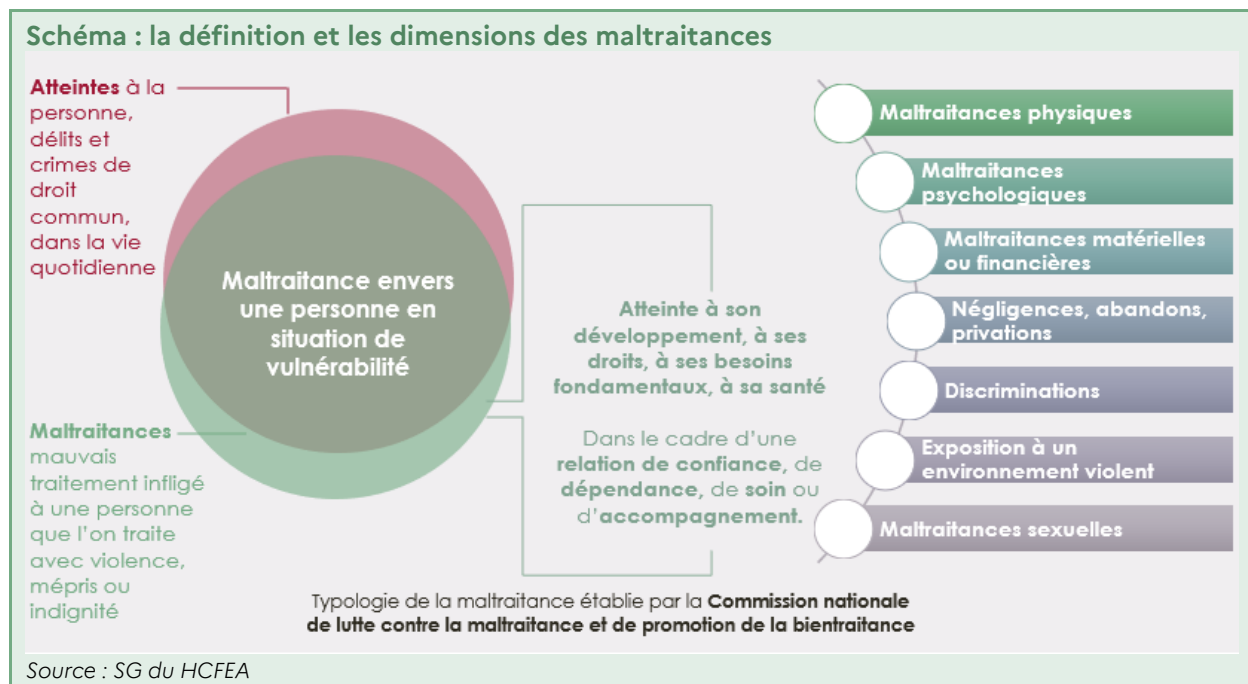 Schéma : la définition et les dimensions des maltraitances
Atteintes à la
personne,
délits et
crimes de
droit
commun,
dans la vie
quotidienne
Maltraitances
mauvais
traitement infligé
à une personne
que l'on traite
avec violence,
mépris ou
indignité
Maltraitance envers
une personne en
situation de
vulnérabilité
Atteinte à son
développement, à ses
droits, à ses besoins
fondamentaux, à sa santé
Dans le cadre d'une
relation de confiance, de
dépendance, de soin ou
d'accompagnement.
Maltraitances physiques
Maltraitances
psychologiques
Maltraitances matérielles
ou financières
Négligences, abandons,
privations
Discriminations
Exposition à un
environnement violent
Maltraitances sexuelles
Typologie de la maltraitance établie par la Commission nationale
de lutte contre la maltraitance et de promotion de la bientraitance
Source : SG du HCFEA